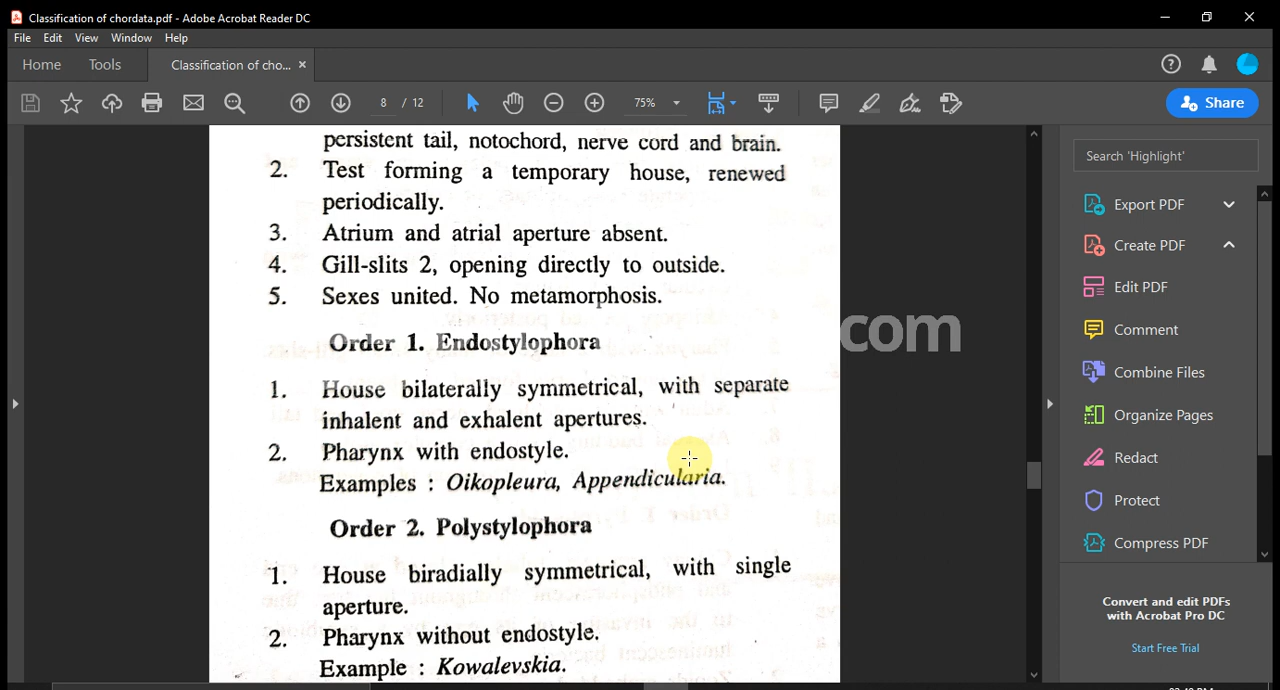 Classification of chordata.pdf - Adobe Acrobat Reader DC
File Edit View Window Help
Home Tools Classification of cho... ×
8 / 12 75% Share
persistent tail, notochord, nerve cord and brain.
2. Test forming a temporary house, renewed
periodically.
3. Atrium and atrial aperture absent.
4. Gill-slits 2, opening directly to outside.
5. Sexes united. No metamorphosis.
Order 1. Endostylophora
1. House bilaterally symmetrical, with separate
inhalent and exhalent apertures.
2. Pharynx with endostyle.
Examples : Oikopleura, Appendicularia.
Order 2. Polystylophora
1. House biradially symmetrical, with single
aperture.
2. Pharynx without endostyle.
Example : Kowalevskia.
com
Search 'Highlight'
Export PDF
Create PDF
Edit PDF
Comment
Combine Files
Organize Pages
Redact
Protect
Compress PDF
Convert and edit PDFs
with Acrobat Pro DC
Start Free Trial